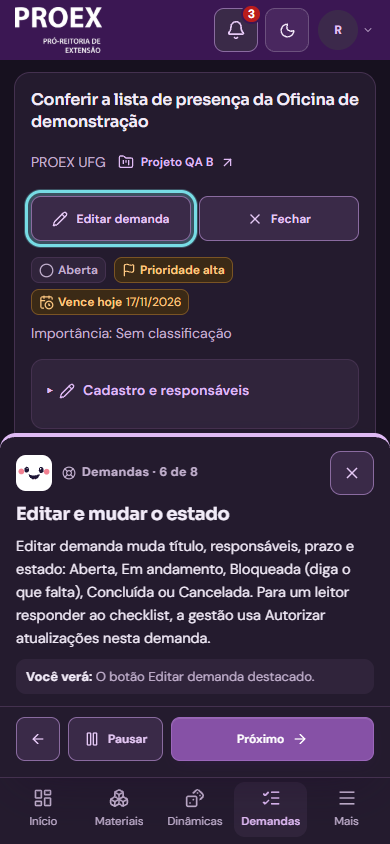 PROEX
PRÓ-REITORIA DE
EXTENSÃO
3
R
Conferir a lista de presença da Oficina de
demonstração
PROEX UFG Projeto QA B
Editar demanda
Fechar
Aberta
Prioridade alta
Vence hoje 17/11/2026
Importância: Sem classificação
Cadastro e responsáveis
Demandas · 6 de 8
Editar e mudar o estado
Editar demanda muda título, responsáveis, prazo e
estado: Aberta, Em andamento, Bloqueada (diga o
que falta), Concluída ou Cancelada. Para um leitor
responder ao checklist, a gestão usa Autorizar
atualizações nesta demanda.
Você verá: O botão Editar demanda destacado.
Pausar
Próximo
Início
Materiais
Dinâmicas
Demandas
Mais